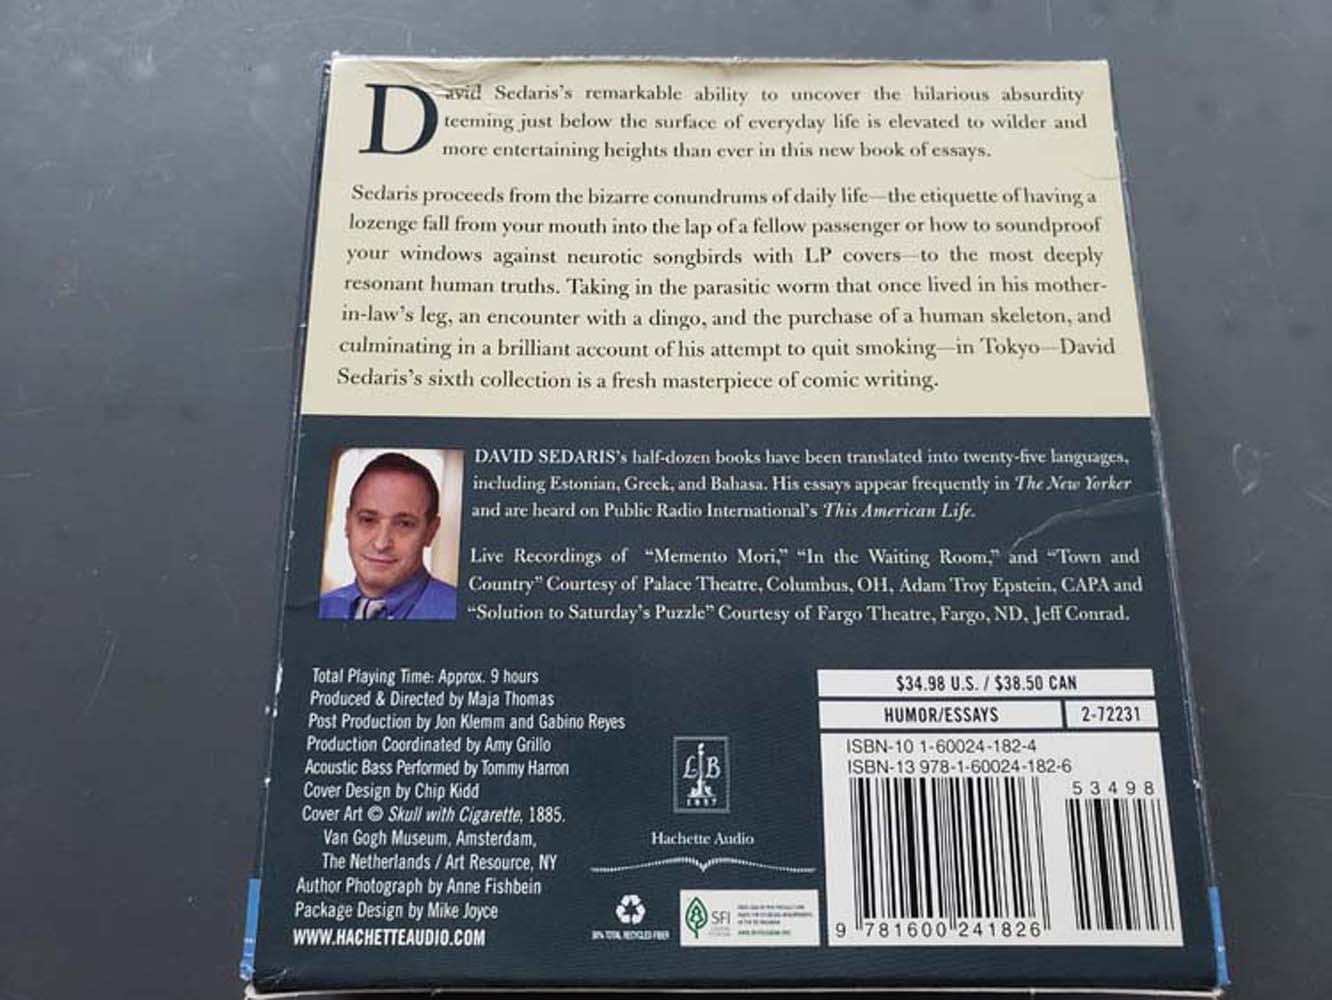 David Sedaris's remarkable ability to uncover the hilarious absurdity
teeming just below the surface of everyday life is elevated to wilder and
more entertaining heights than ever in this new book of essays.
Sedaris proceeds from the bizarre conundrums of daily life—the etiquette of having a
lozenge fall from your mouth into the lap of a fellow passenger or how to soundproof
your windows against neurotic songbirds with LP covers—to the most deeply
resonant human truths. Taking in the parasitic worm that once lived in his mother-
in-law's leg, an encounter with a dingo, and the purchase of a human skeleton, and
culminating in a brilliant account of his attempt to quit smoking—in Tokyo—David
Sedaris's sixth collection is a fresh masterpiece of comic writing.
DAVID SEDARIS's half-dozen books have been translated into twenty-five languages,
including Estonian, Greek, and Bahasa. His essays appear frequently in The New Yorker
and are heard on Public Radio International's This American Life.
Live Recordings of "Memento Mori," "In the Waiting Room," and "Town and
Country" Courtesy of Palace Theatre, Columbus, OH, Adam Troy Epstein, CAPA and
"Solution to Saturday's Puzzle" Courtesy of Fargo Theatre, Fargo, ND, Jeff Conrad.
Total Playing Time: Approx. 9 hours
Produced & Directed by Maja Thomas
Post Production by Jon Klemm and Gabino Reyes
Production Coordinated by Amy Grillo
Acoustic Bass Performed by Tommy Harron
Cover Design by Chip Kidd
Cover Art © Skull with Cigarette, 1885.
Van Gogh Museum, Amsterdam,
The Netherlands / Art Resource, NY
Author Photograph by Anne Fishbein
Package Design by Mike Joyce
WWW.HACHETTEAUDIO.COM
LB
1837
Hachette Audio
TOTAL RECYCLED FIBER
SFI
$34.98 U.S. / $38.50 CAN
HUMOR/ESSAYS
2-72231
ISBN-10 1-60024-182-4
ISBN-13 978-1-60024-182-6
53498
9 781600 241826